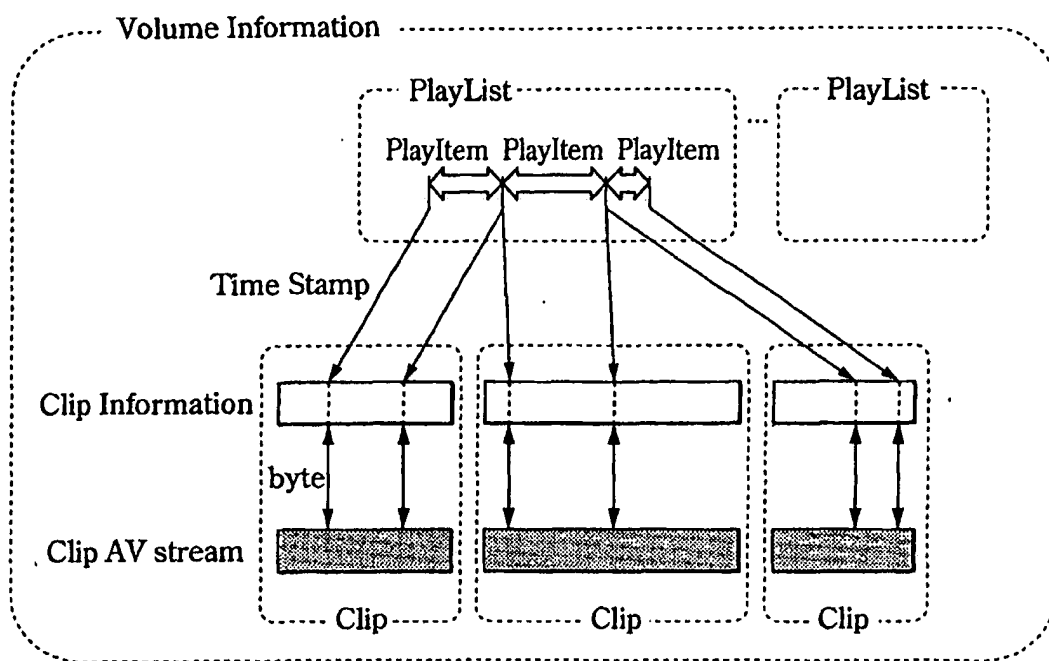 Volume Information
PlayList
...
PlayList
PlayItem PlayItem PlayItem
Time Stamp
Clip Information
byte
Clip AV stream
Clip
Clip
Clip